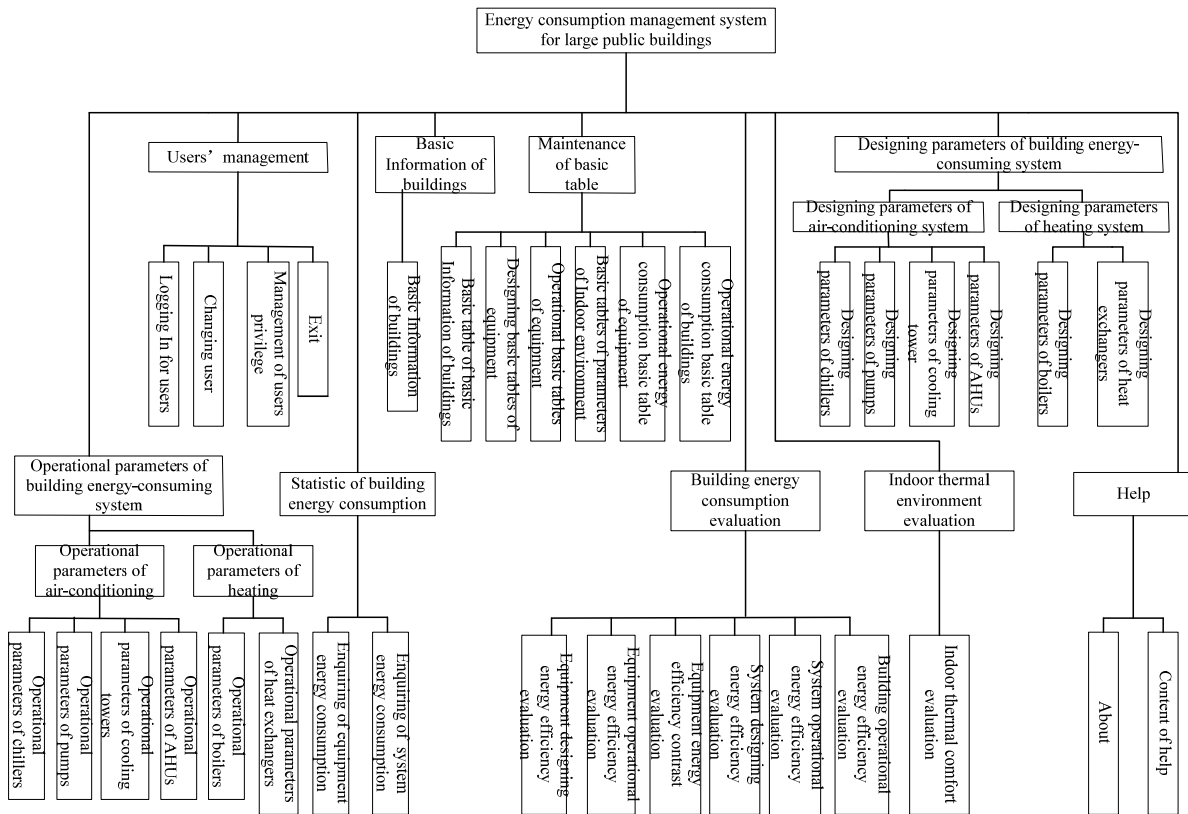 Energy consumption management system
for large public buildings
Users’ management
Basic
Information of
buildings
Maintenance
of basic
table
Designing parameters of building energy-
consuming system
Designing parameters of
air-conditioning system
Designing parameters
of heating system
Logging In for users
Changing user
Management of users
privilege
Exit
Basic Information
of buildings
Basic table of basic
Information of buildings
Designing basic tables of
equipment
Operational basic tables
of equipment
Basic tables of parameters
of Indoor environment
Operational energy
consumption basic table
of equipment
Operational energy
consumption basic table
of buildings
Designing
parameters of chillers
Designing
parameters of pumps
Designing
parameters of cooling
tower
Designing
parameters of AHUs
Designing
parameters of boilers
Designing
parameters of heat
exchangers
Operational parameters of
building energy-consuming
system
Statistic of building
energy consumption
Building energy
consumption
evaluation
Indoor thermal
environment
evaluation
Help
Operational
parameters of
air-conditioning
Operational
parameters of
heating
Operational
parameters of chillers
Operational
parameters of pumps
Operational
parameters of cooling
towers
Operational
parameters of AHUs
Operational
parameters of boilers
Operational parameters
of heat exchangers
Enquiring of equipment
energy consumption
Enquiring of system
energy consumption
Equipment designing
energy efficiency
evaluation
Equipment operational
energy efficiency
evaluation
Equipment energy
efficiency contrast
evaluation
System designing
energy efficiency
evaluation
System operational
energy efficiency
evaluation
Building operational
energy efficiency
evaluation
Indoor thermal comfort
evaluation
About
Content of help